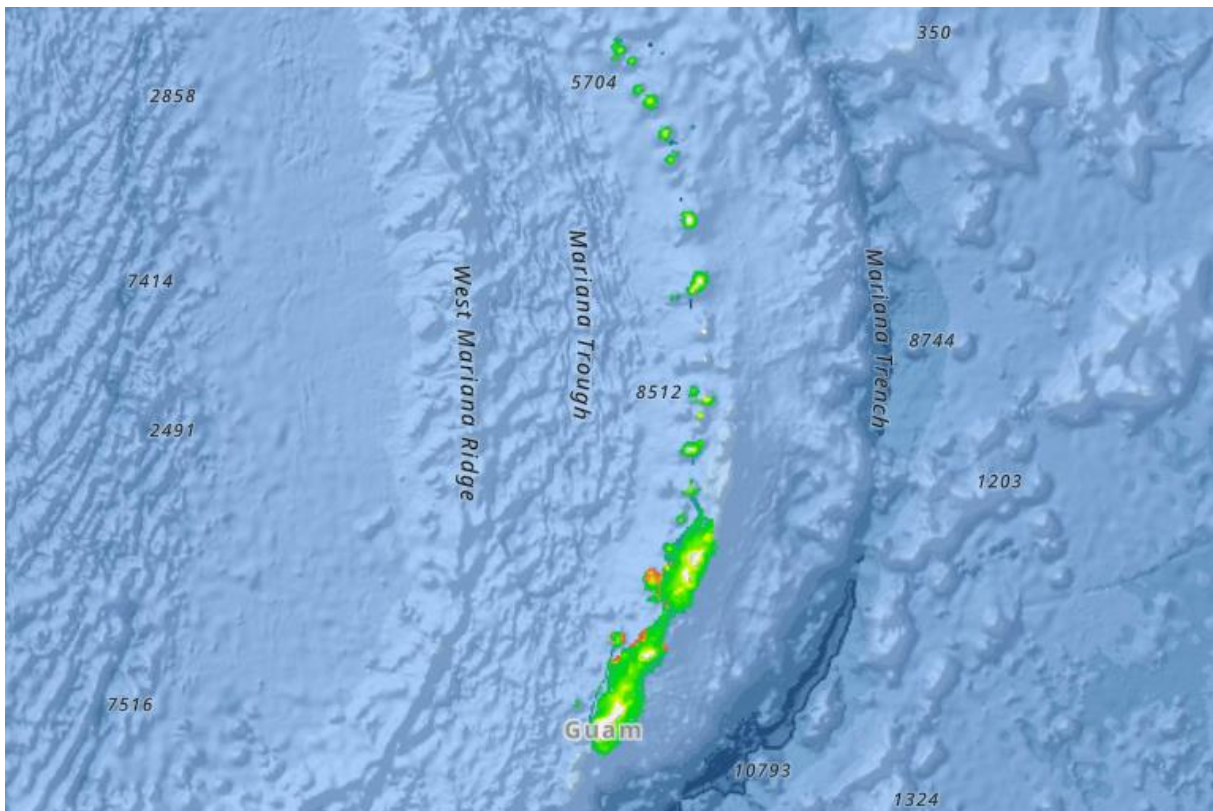 350
5704
2858
Mariana Trough
Mariana Trench
West Mariana Ridge
7414
8744
8512
2491
1203
7516
Guam
10793
1324